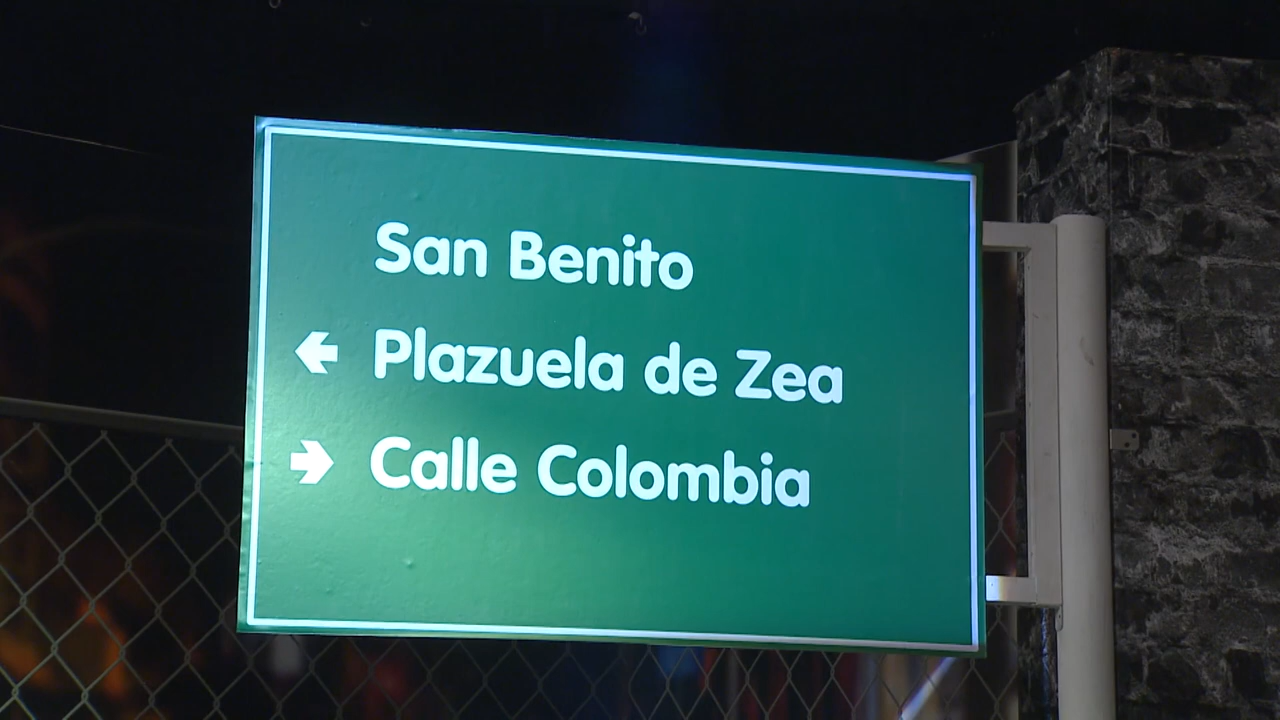 San Benito
← Plazuela de Zea
→ Calle Colombia